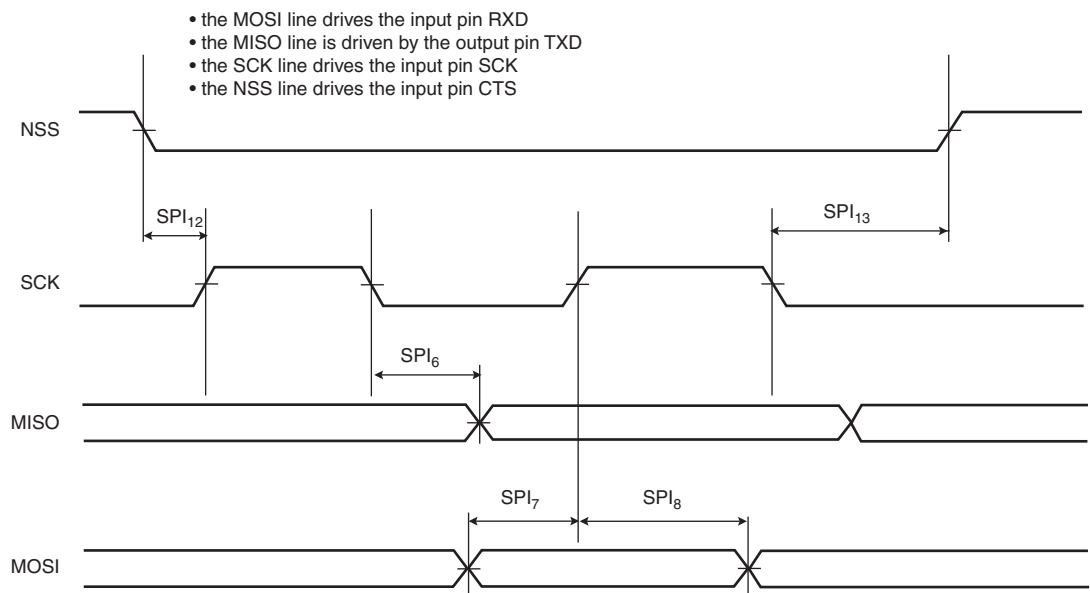 • the MOSI line drives the input pin RXD
• the MISO line is driven by the output pin TXD
• the SCK line drives the input pin SCK
• the NSS line drives the input pin CTS
NSS
SPI₁₂
SPI₁₃
SCK
SPI₆
MISO
SPI₇
SPI₈
MOSI